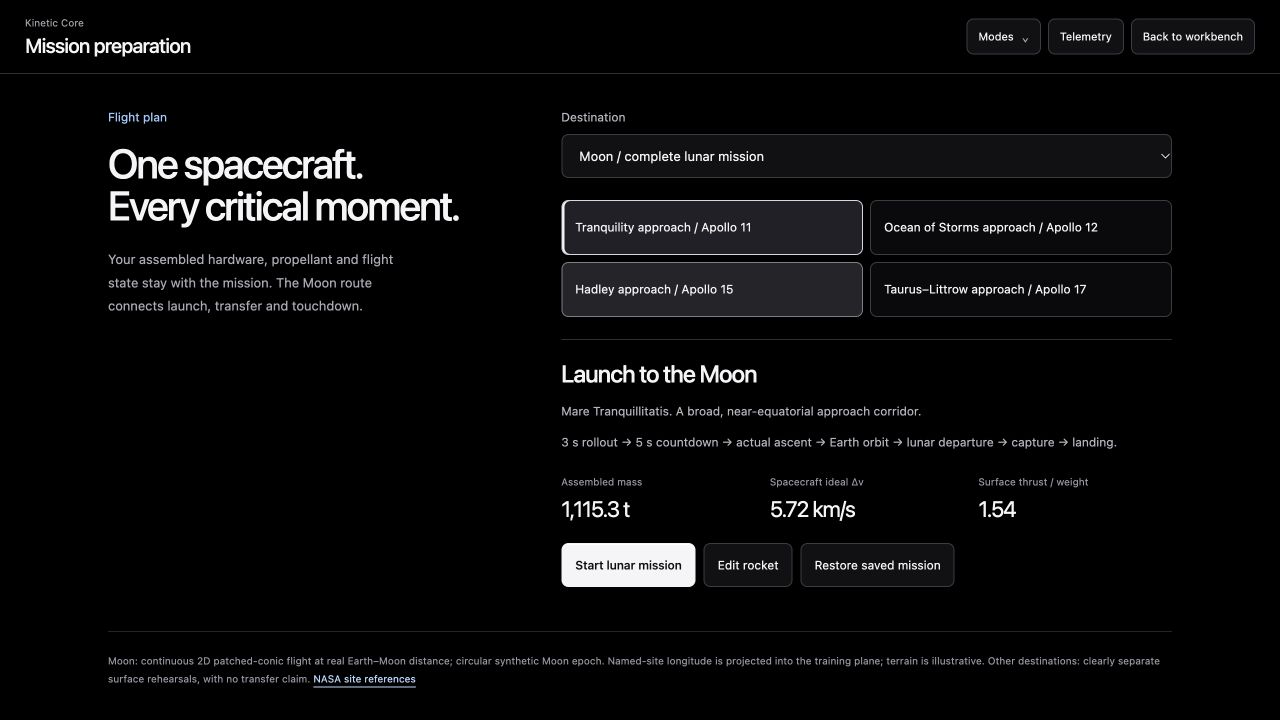 Kinetic Core
Mission preparation
Modes
Telemetry
Back to workbench
Flight plan
One spacecraft.
Every critical moment.
Your assembled hardware, propellant and flight
state stay with the mission. The Moon route
connects launch, transfer and touchdown.
Destination
Moon / complete lunar mission
Tranquility approach / Apollo 11
Ocean of Storms approach / Apollo 12
Hadley approach / Apollo 15
Taurus–Littrow approach / Apollo 17
Launch to the Moon
Mare Tranquillitatis. A broad, near-equatorial approach corridor.
3 s rollout → 5 s countdown → actual ascent → Earth orbit → lunar departure → capture → landing.
Assembled mass
1,115.3 t
Spacecraft ideal Δv
5.72 km/s
Surface thrust / weight
1.54
Start lunar mission
Edit rocket
Restore saved mission
Moon: continuous 2D patched-conic flight at real Earth–Moon distance; circular synthetic Moon epoch. Named-site longitude is projected into the training plane; terrain is illustrative. Other destinations: clearly separate
surface rehearsals, with no transfer claim. NASA site references